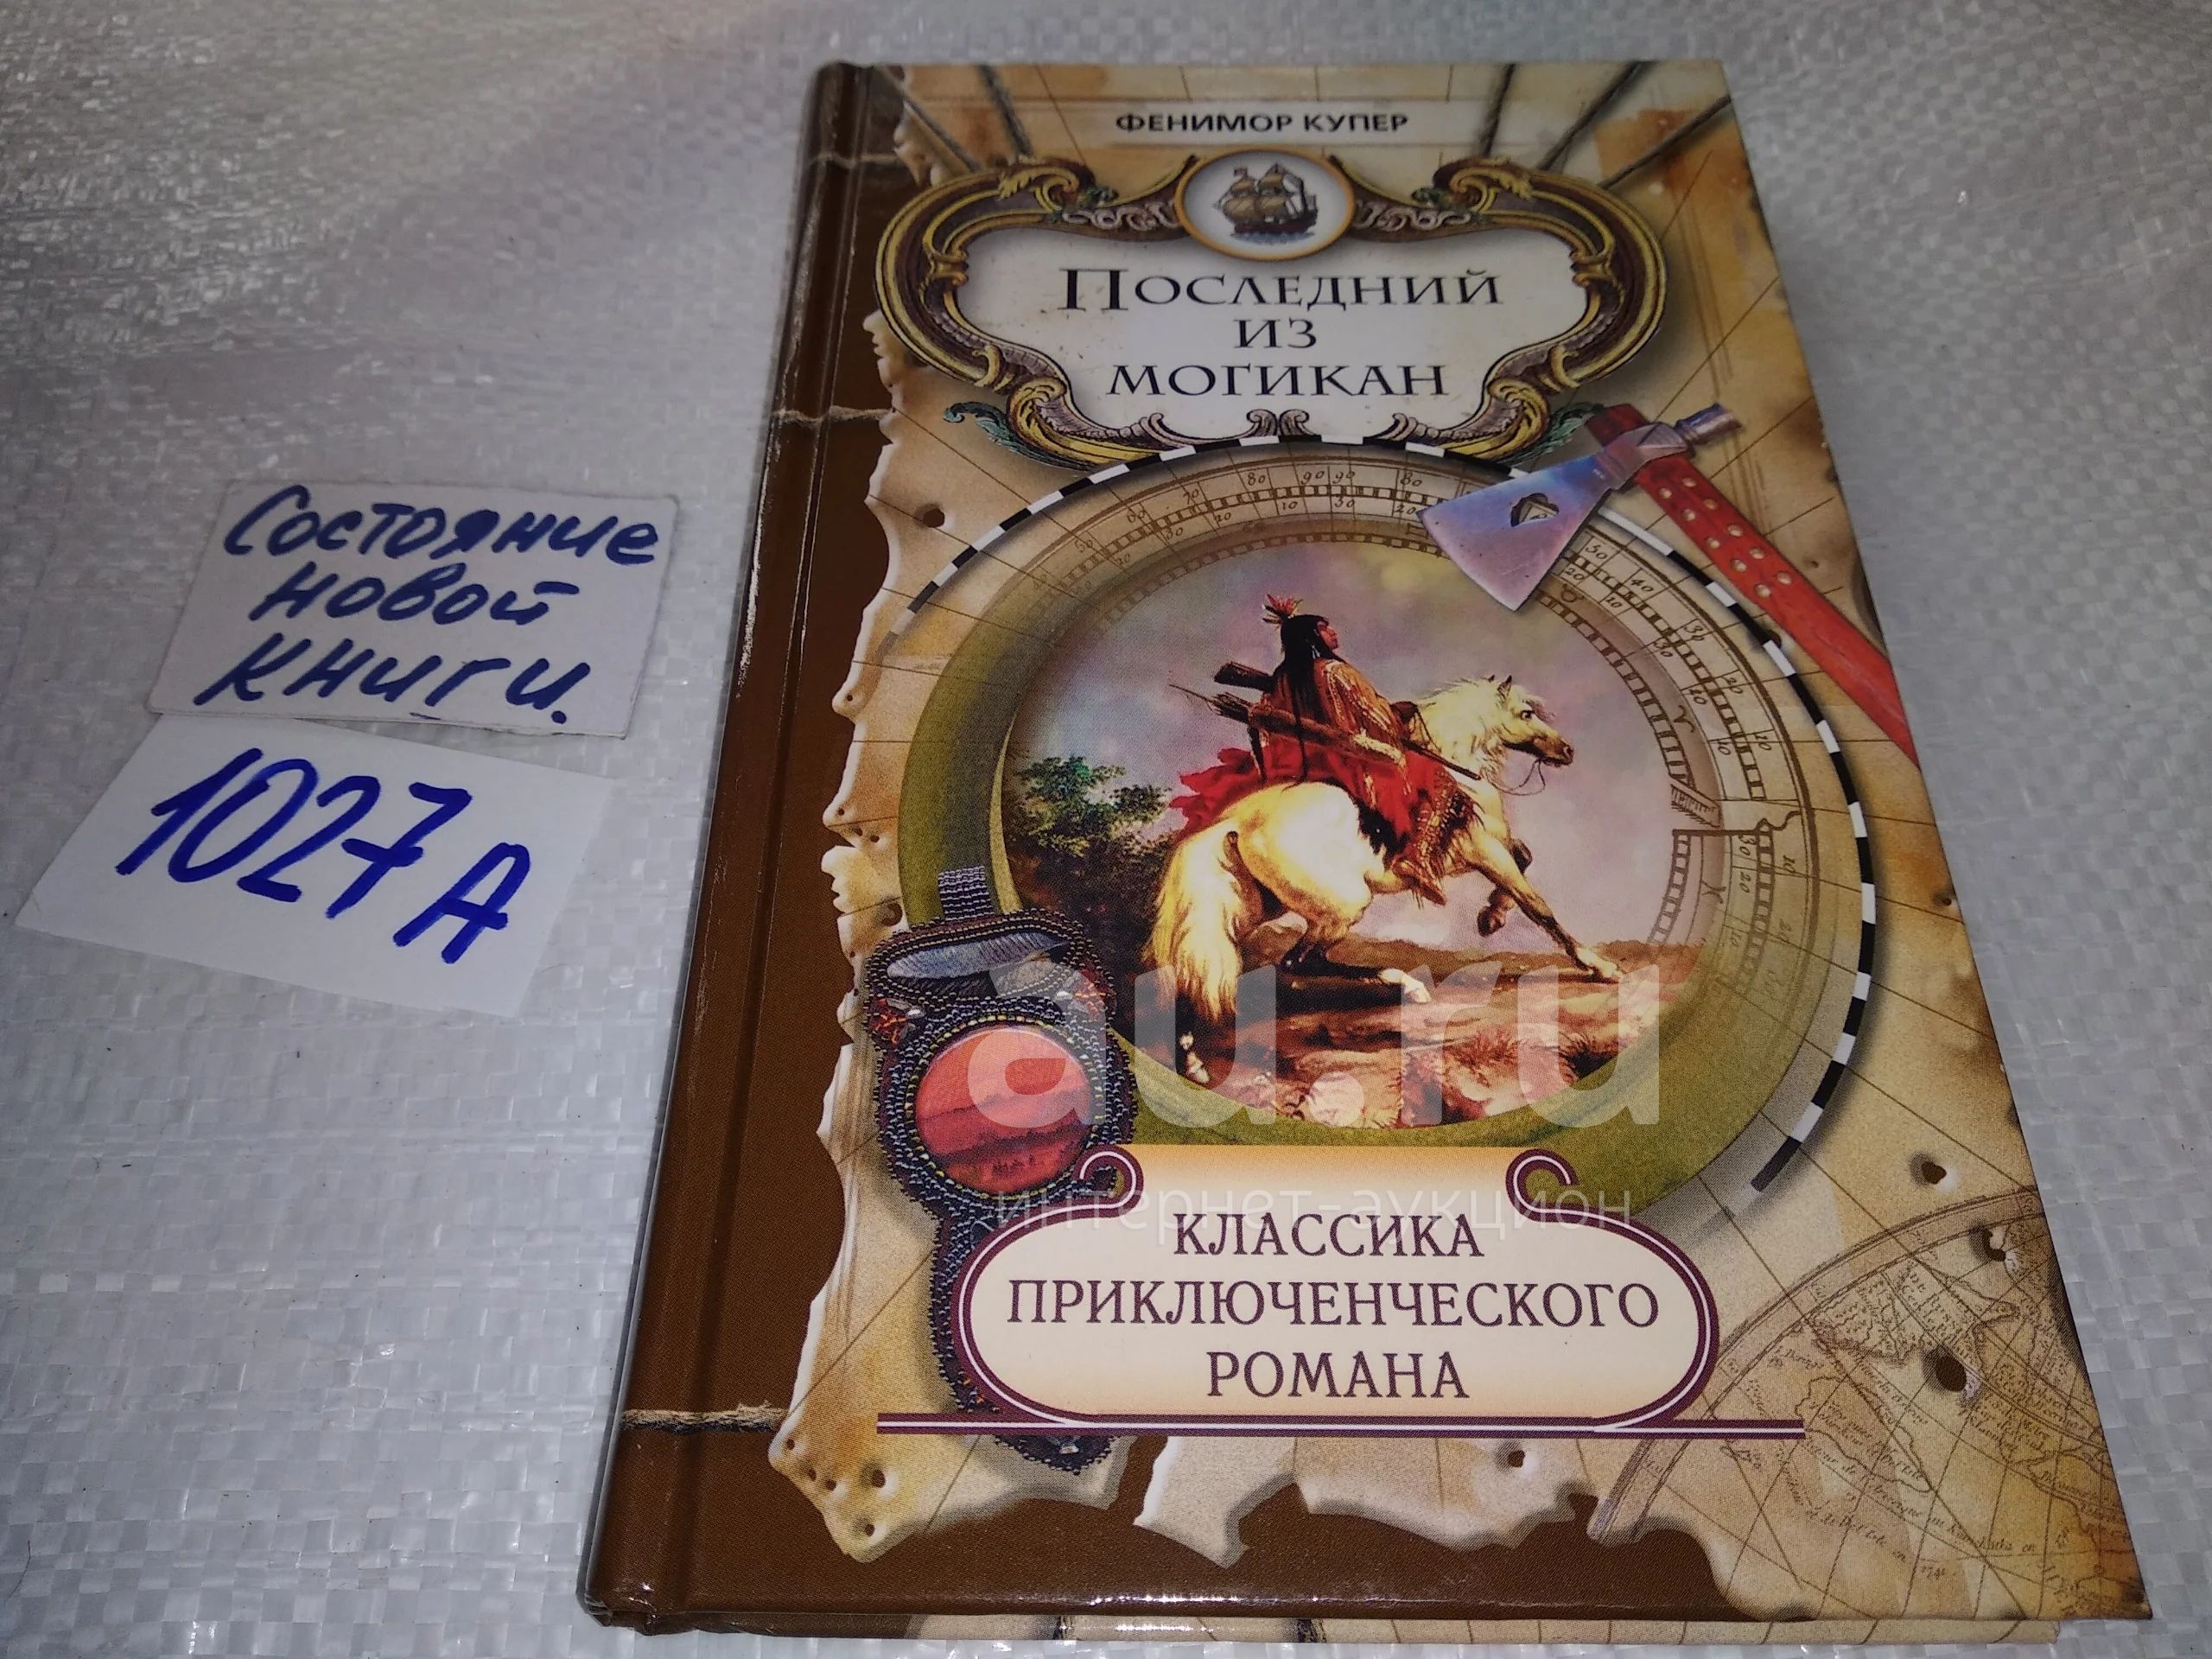 ФЕНИМОР КУПЕР
ПОСЛЕДНИЙ
ИЗ
МОГИКАН
Состояние
новой
книги.
1027А
au.ru
интернет-аукцион
КЛАССИКА
ПРИКЛЮЧЕНЧЕСКОГО
РОМАНА